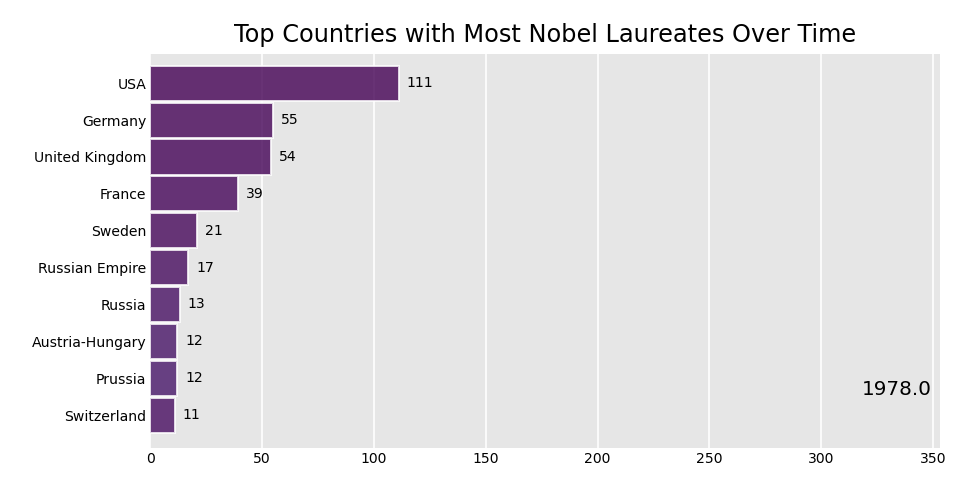 Top Countries with Most Nobel Laureates Over Time
USA 111
Germany 55
United Kingdom 54
France 39
Sweden 21
Russian Empire 17
Russia 13
Austria-Hungary 12
Prussia 12
1978.0
Switzerland 11
0 50 100 150 200 250 300 350